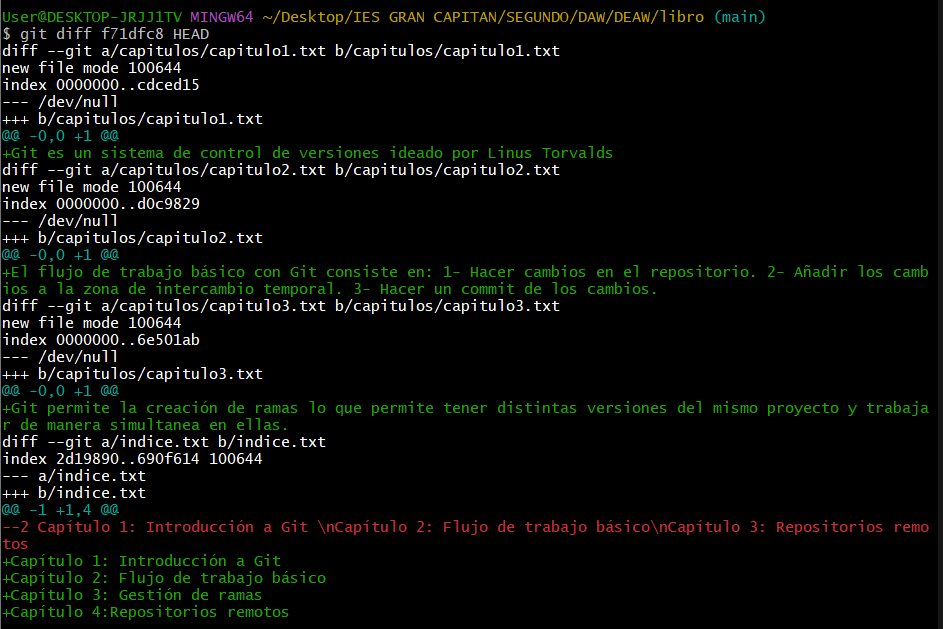 User@DESKTOP-JRJJ1TV MINGW64 ~/Desktop/IES GRAN CAPITAN/SEGUNDO/DAW/DEAW/libro (main)
$ git diff f71dfc8 HEAD
diff --git a/capitulos/capitulo1.txt b/capitulos/capitulo1.txt
new file mode 100644
index 0000000..cdced15
--- /dev/null
+++ b/capitulos/capitulo1.txt
@@ -0,0 +1 @@
+Git es un sistema de control de versiones ideado por Linus Torvalds
diff --git a/capitulos/capitulo2.txt b/capitulos/capitulo2.txt
new file mode 100644
index 0000000..d0c9829
--- /dev/null
+++ b/capitulos/capitulo2.txt
@@ -0,0 +1 @@
+El flujo de trabajo básico con Git consiste en: 1- Hacer cambios en el repositorio. 2- Añadir los camb
ios a la zona de intercambio temporal. 3- Hacer un commit de los cambios.
diff --git a/capitulos/capitulo3.txt b/capitulos/capitulo3.txt
new file mode 100644
index 0000000..6e501ab
--- /dev/null
+++ b/capitulos/capitulo3.txt
@@ -0,0 +1 @@
+Git permite la creación de ramas lo que permite tener distintas versiones del mismo proyecto y trabaja
r de manera simultanea en ellas.
diff --git a/indice.txt b/indice.txt
index 2d19890..690f614 100644
--- a/indice.txt
+++ b/indice.txt
@@ -1 +1,4 @@
--2 Capítulo 1: Introducción a Git \nCapítulo 2: Flujo de trabajo básico\nCapitulo 3: Repositorios remo
tos
+Capítulo 1: Introducción a Git
+Capítulo 2: Flujo de trabajo básico
+Capítulo 3: Gestión de ramas
+Capítulo 4:Repositorios remotos